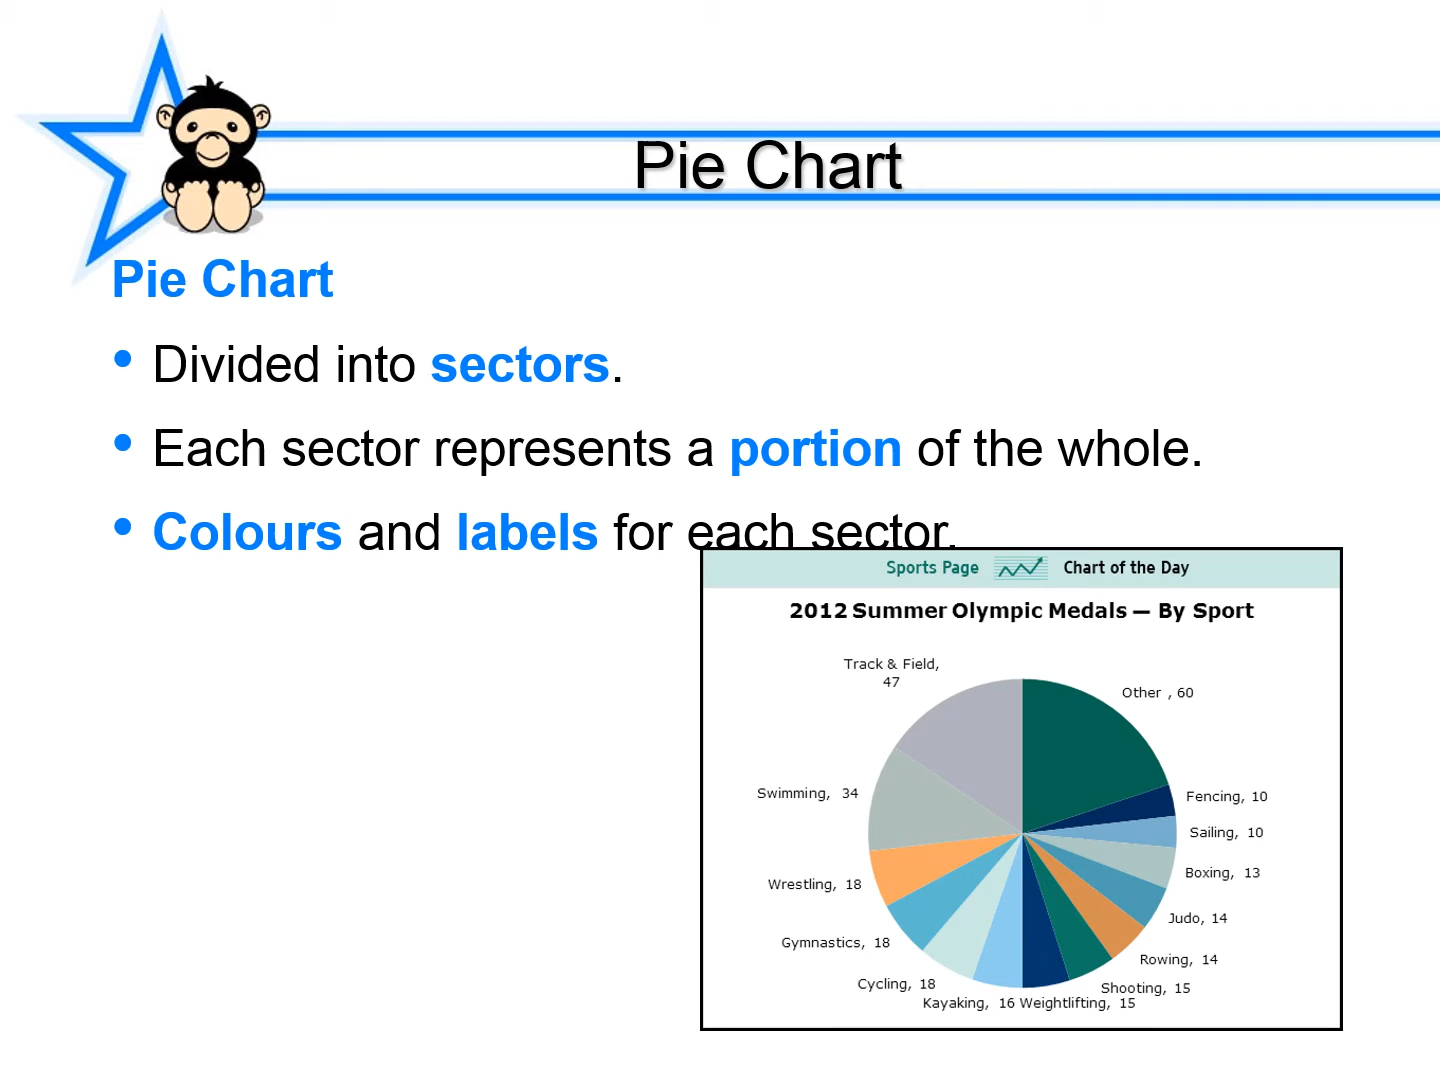 Pie Chart
Pie Chart
• Divided into sectors.
• Each sector represents a portion of the whole.
• Colours and labels for each sector.
Sports Page Chart of the Day
2012 Summer Olympic Medals — By Sport
Track & Field,
47
Other , 60
Swimming, 34
Fencing, 10
Sailing, 10
Boxing, 13
Wrestling, 18
Judo, 14
Gymnastics, 18
Rowing, 14
Cycling, 18
Shooting, 15
Kayaking, 16 Weightlifting, 15